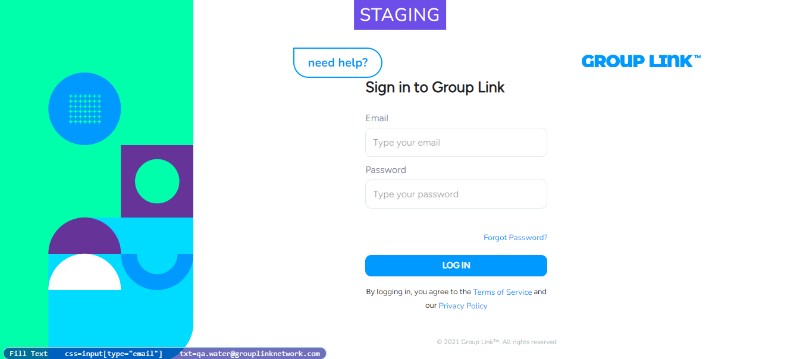 STAGING
need help?
GROUP LINK™
Sign in to Group Link
Email
Type your email
Password
Type your password
Forgot Password?
LOG IN
By logging in, you agree to the Terms of Service and
our Privacy Policy
© 2021 Group Link™. All rights reserved
Fill Text css=input[type="email"] txt=qa.water@grouplinknetwork.com